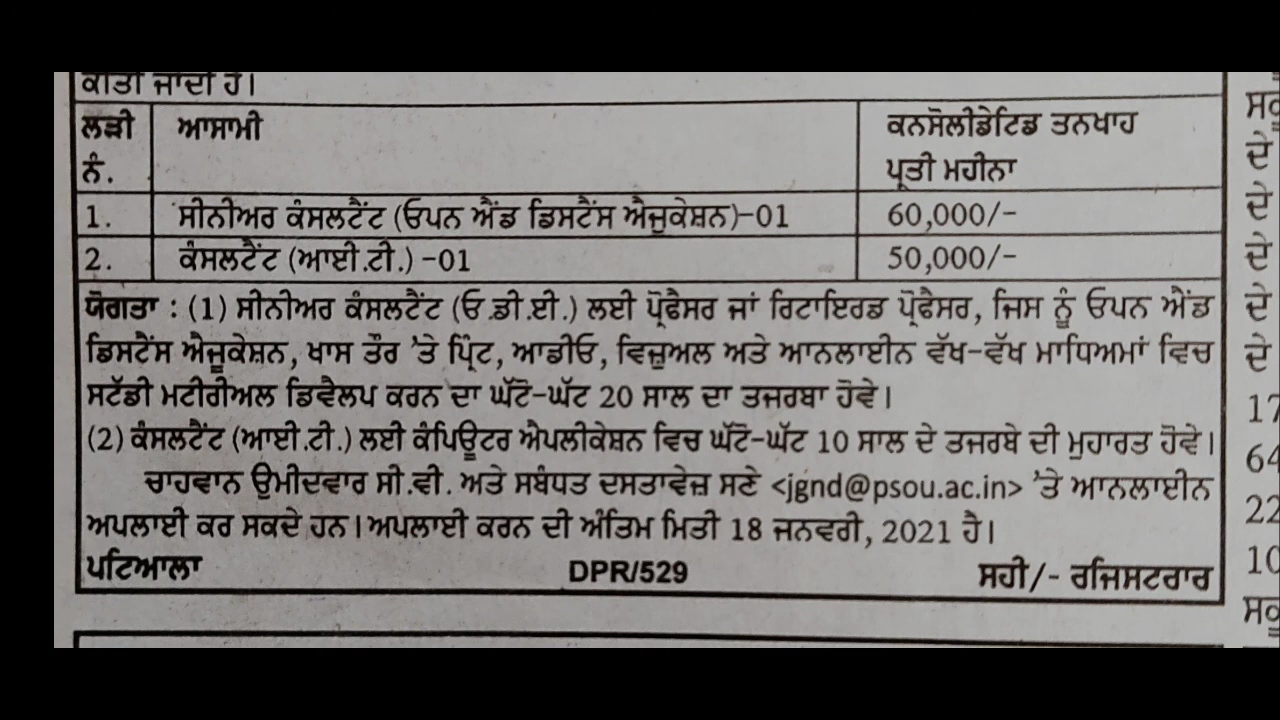 ਕੀਤੀ ਜਾਂਦੀ ਹੈ।
ਲੜੀ ਨੰ. ਆਸਾਮੀ ਕਨਸੋਲੀਡੇਟਿਡ ਤਨਖਾਹ ਪ੍ਰਤੀ ਮਹੀਨਾ
1. ਸੀਨੀਅਰ ਕੰਸਲਟੈਂਟ (ਓਪਨ ਐਂਡ ਡਿਸਟੈਂਸ ਐਜੂਕੇਸ਼ਨ)-01 60,000/-
2. ਕੰਸਲਟੈਂਟ (ਆਈ.ਟੀ.) -01 50,000/-
ਯੋਗਤਾ : (1) ਸੀਨੀਅਰ ਕੰਸਲਟੈਂਟ (ਓ.ਡੀ.ਈ.) ਲਈ ਪ੍ਰੋਫੈਸਰ ਜਾਂ ਰਿਟਾਇਰਡ ਪ੍ਰੋਫੈਸਰ, ਜਿਸ ਨੂੰ ਓਪਨ ਐਂਡ
ਡਿਸਟੈਂਸ ਐਜੂਕੇਸ਼ਨ, ਖਾਸ ਤੌਰ 'ਤੇ ਪ੍ਰਿੰਟ, ਆਡੀਓ, ਵਿਜ਼ੁਅਲ ਅਤੇ ਆਨਲਾਈਨ ਵੱਖ-ਵੱਖ ਮਾਧਿਅਮਾਂ ਵਿਚ
ਸਟੱਡੀ ਮਟੀਰੀਅਲ ਡਿਵੈਲਪ ਕਰਨ ਦਾ ਘੱਟੋ-ਘੱਟ 20 ਸਾਲ ਦਾ ਤਜਰਬਾ ਹੋਵੇ।
(2) ਕੰਸਲਟੈਂਟ (ਆਈ.ਟੀ.) ਲਈ ਕੰਪਿਊਟਰ ਐਪਲੀਕੇਸ਼ਨ ਵਿਚ ਘੱਟੋ-ਘੱਟ 10 ਸਾਲ ਦੇ ਤਜਰਬੇ ਦੀ ਮੁਹਾਰਤ ਹੋਵੇ।
ਚਾਹਵਾਨ ਉਮੀਦਵਾਰ ਸੀ.ਵੀ. ਅਤੇ ਸਬੰਧਤ ਦਸਤਾਵੇਜ਼ ਸਣੇ <jgnd@psou.ac.in> 'ਤੇ ਆਨਲਾਈਨ
ਅਪਲਾਈ ਕਰ ਸਕਦੇ ਹਨ। ਅਪਲਾਈ ਕਰਨ ਦੀ ਅੰਤਿਮ ਮਿਤੀ 18 ਜਨਵਰੀ, 2021 ਹੈ।
ਪਟਿਆਲਾ DPR/529 ਸਹੀ/- ਰਜਿਸਟਰਾਰ
ਦੇ
ਦੇ
ਦੇ
ਦੇ
ਦੇ
17
64
22
10